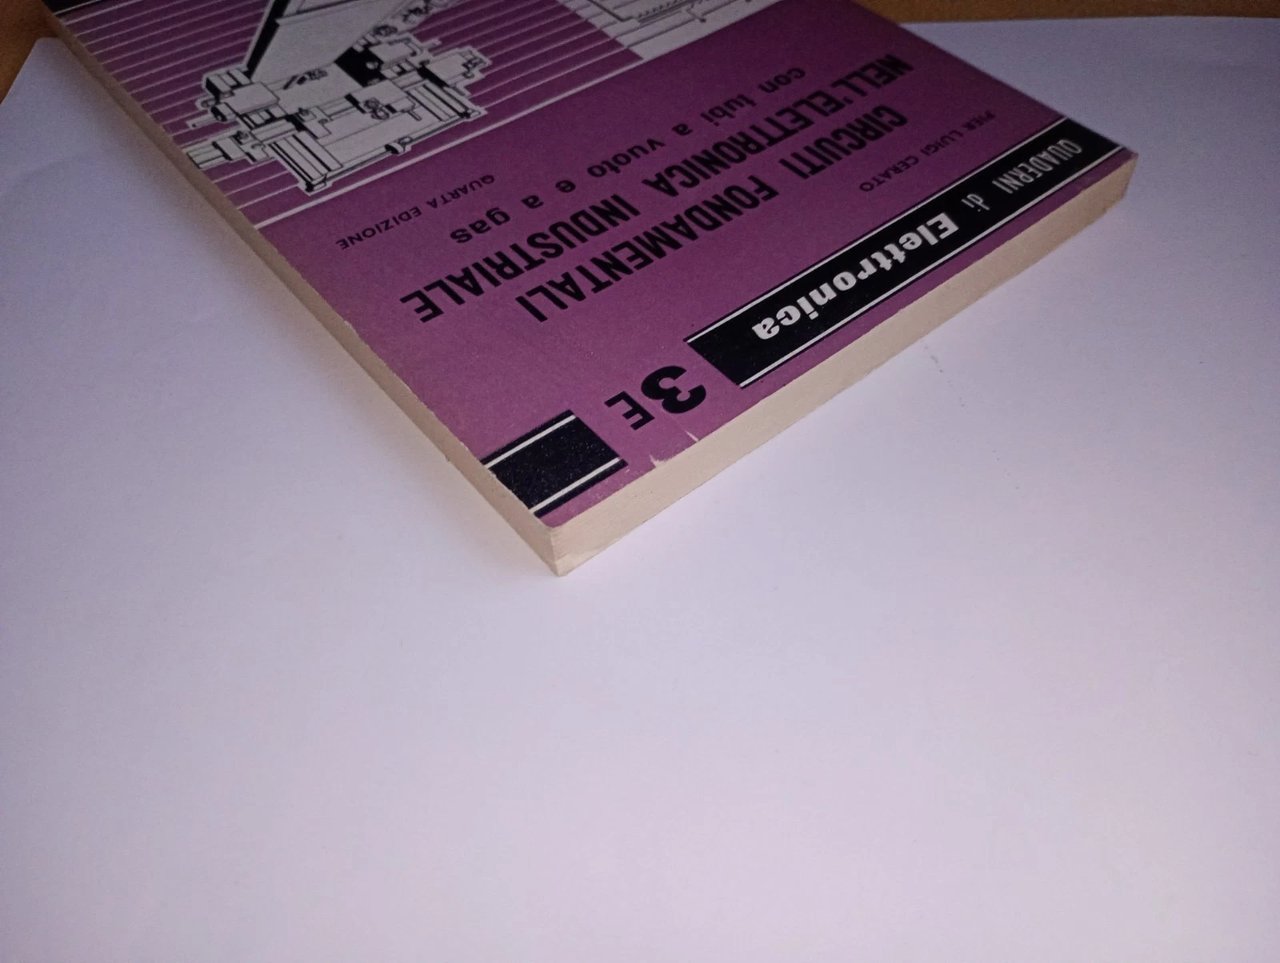 QUADERNI di Elettronica
3E
PIER LUIGI CERATO
CIRCUITI FONDAMENTALI
NELL'ELETTRONICA INDUSTRIALE
con tubi a vuoto e a gas
QUARTA EDIZIONE